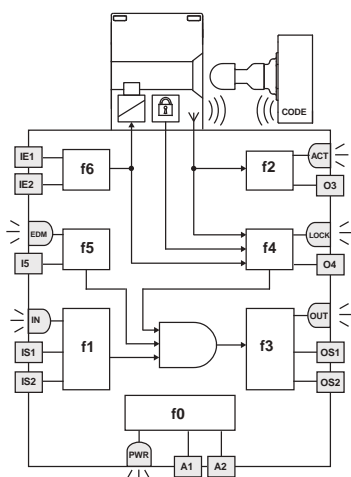 CODE
IE1
f6
f2
ACT
IE2
O3
EDM
f5
f4
LOCK
I5
O4
IN
f1
f3
OUT
IS1
OS1
IS2
OS2
f0
PWR
A1
A2